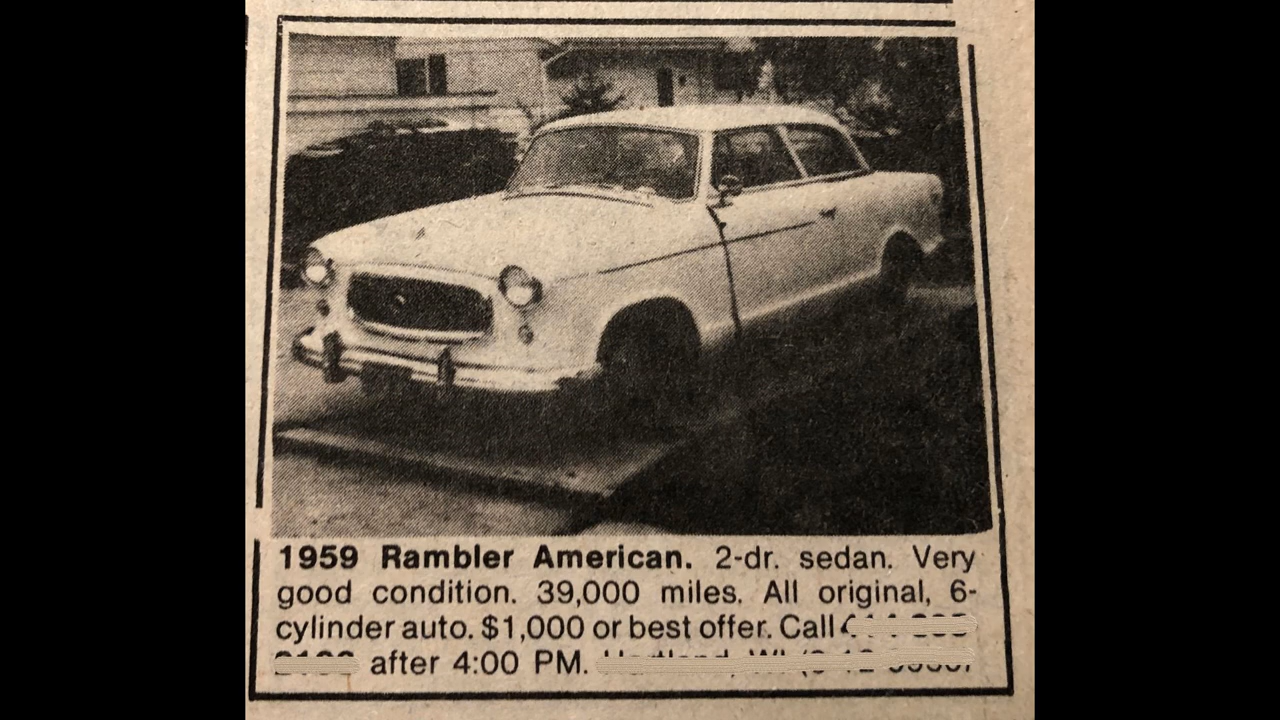 1959 Rambler American. 2-dr. sedan. Very
good condition. 39,000 miles. All original, 6-
cylinder auto. $1,000 or best offer. Call
after 4:00 PM.